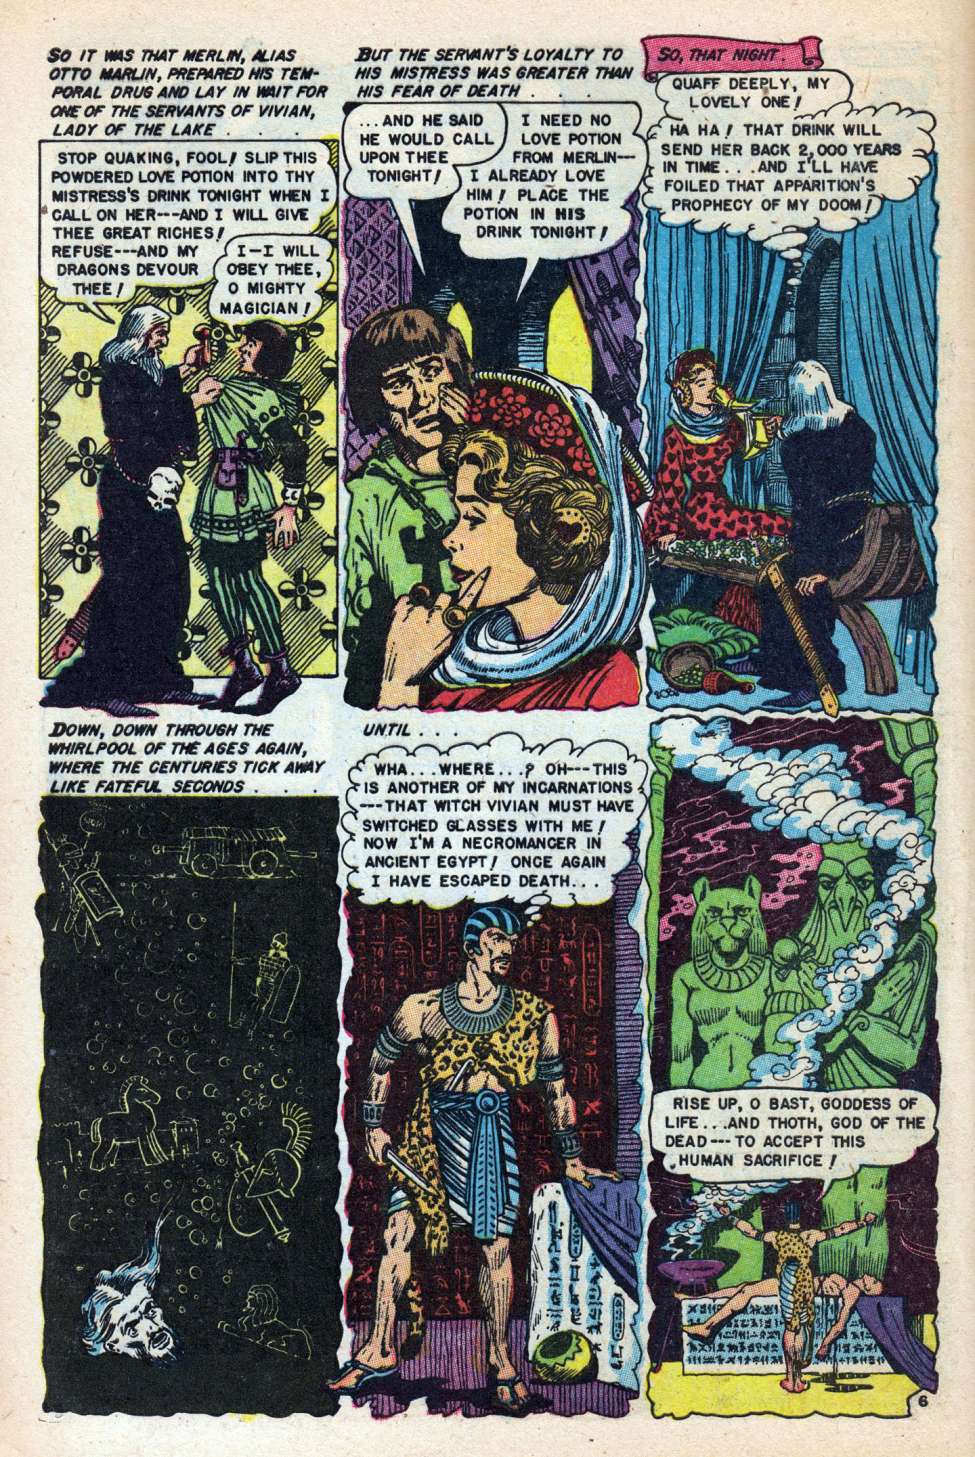 SO IT WAS THAT MERLIN, ALIAS
OTTO MARLIN, PREPARED HIS TEM-
PORAL DRUG AND LAY IN WAIT FOR
ONE OF THE SERVANTS OF VIVIAN,
LADY OF THE LAKE . . . .
STOP QUAKING, FOOL! SLIP THIS
POWDERED LOVE POTION INTO THY
MISTRESS'S DRINK TONIGHT WHEN I
CALL ON HER---AND I WILL GIVE
THEE GREAT RICHES!
REFUSE---AND MY
DRAGONS DEVOUR
THEE!
I--I WILL
OBEY THEE,
O MIGHTY
MAGICIAN!
BUT THE SERVANT'S LOYALTY TO
HIS MISTRESS WAS GREATER THAN
HIS FEAR OF DEATH . . . .
...AND HE SAID
HE WOULD CALL
UPON THEE
TONIGHT!
I NEED NO
LOVE POTION
FROM MERLIN---
I ALREADY LOVE
HIM! PLACE THE
POTION IN HIS
DRINK TONIGHT!
SO, THAT NIGHT.
QUAFF DEEPLY, MY
LOVELY ONE!
HA HA! THAT DRINK WILL
SEND HER BACK 2,000 YEARS
IN TIME...AND I'LL HAVE
FOILED THAT APPARITION'S
PROPHECY OF MY DOOM!
DOWN, DOWN THROUGH THE
WHIRLPOOL OF THE AGES AGAIN,
WHERE THE CENTURIES TICK AWAY
LIKE FATEFUL SECONDS . . . .
UNTIL . . .
WHA...WHERE...? OH---THIS
IS ANOTHER OF MY INCARNATIONS
---THAT WITCH VIVIAN MUST HAVE
SWITCHED GLASSES WITH ME!
NOW I'M A NECROMANCER IN
ANCIENT EGYPT! ONCE AGAIN
I HAVE ESCAPED DEATH...
RISE UP, O BAST, GODDESS OF
LIFE...AND THOTH, GOD OF THE
DEAD---TO ACCEPT THIS
HUMAN SACRIFICE!
6